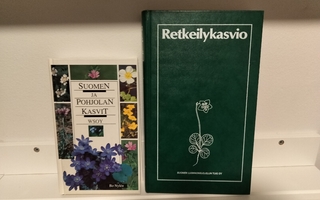 SUOMEN
JA
POHJOLAN
KASVIT
WSOY
Retkeilykasvio